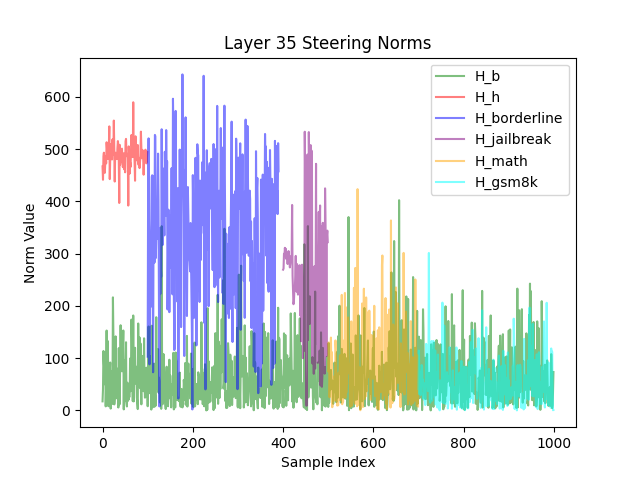 Layer 35 Steering Norms
Norm Value
600
500
400
300
200
100
0
H_b
H_h
H_borderline
H_jailbreak
H_math
H_gsm8k
0
200
400
600
800
1000
Sample Index